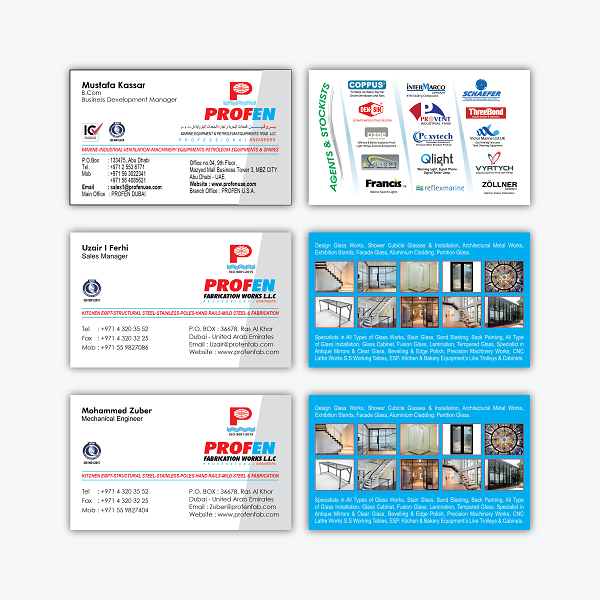 Mustafa Kassar
B.Com
Business Development Manager
PROFEN
MARINE EQUIPMENT & PETROLEUM EQUIPMENTS TRAD. LLC
PROFESSIONAL ENGINEERS
MARINE-INDUSTRIAL VENTILATION-MACHINERY EQUIPMENTS PETROLEUM EQUIPMENTS & SPARES
P.O.Box : 123475, Abu Dhabi
Tel : +971 2 553 6771
Mob : +971 56 3022341
+971 56 4085621
Email : sales1@profenuae.com
Main Office : PROFEN DUBAI
Office no.04, 9th Floor,
Mazyed Mall Business Tower 3, MBZ CITY.
Abu Dhabi - UAE.
Website : www.profenuae.com
Branch Office : PROFEN U.S.A.
AGENTS & STOCKISTS
COPPUS
INTERMARCO
SCHAEFER
DEN-SIN
PROVENT
INDUSTRIAL FANS
ThreeBond
Poxytech
Victor Marine Ltd.UK
Qlight
VYRTYCH
Francis
reflexmarine
ZÖLLNER
Uzair I Ferhi
Sales Manager
ISO 9001:2015
PROFEN
FABRICATION WORKS L.L.C
PROFESSIONAL ENGINEERS
KITCHEN EQPT-STRUCTURAL STEEL-STAINLESS-POLES-HAND RAILS-MILD STEEL & FABRICATION
Tel : +971 4 320 35 52
Fax : +971 4 320 32 25
Mob : +971 55 9827086
P.O. BOX : 36678, Ras Al Khor
Dubai - United Arab Emirates
Email : Uzair@profenfab.com
Website : www.profenfab.com
Design Glass Works, Shower Cubicle Glasses & Installation, Architectural Metal Works,
Exhibition Stands, Facade Glass, Aluminium Cladding, Partition Glass.
Specialists in All Types of Glass Works, Stain Glass, Sand Blasting, Back Painting, All Type
of Glass Installation, Glass Cabinet, Fusion Glass, Lamination, Tempered Glass, Specialist in
Antique Mirrors & Clear Glass, Bevelling & Edge Polish, Precision Machinery Works, CNC
Lathe Works S.S Working Tables, ESP. Kitchen & Bakery Equipment's Like Trolleys & Cabinets.
Mohammed Zuber
Mechanical Engineer
ISO 9001:2015
PROFEN
FABRICATION WORKS L.L.C
PROFESSIONAL ENGINEERS
KITCHEN EQPT-STRUCTURAL STEEL-STAINLESS-POLES-HAND RAILS-MILD STEEL & FABRICATION
Tel : +971 4 320 35 52
Fax : +971 4 320 32 25
Mob : +971 55 9827404
P.O. BOX : 36678, Ras Al Khor
Dubai - United Arab Emirates
Email : Zuber@profenfab.com
Website : www.profenfab.com
Design Glass Works, Shower Cubicle Glasses & Installation, Architectural Metal Works,
Exhibition Stands, Facade Glass, Aluminium Cladding, Partition Glass.
Specialists in All Types of Glass Works, Stain Glass, Sand Blasting, Back Painting, All Type
of Glass Installation, Glass Cabinet, Fusion Glass, Lamination, Tempered Glass, Specialist in
Antique Mirrors & Clear Glass, Bevelling & Edge Polish, Precision Machinery Works, CNC
Lathe Works S.S Working Tables, ESP. Kitchen & Bakery Equipment's Like Trolleys & Cabinets.